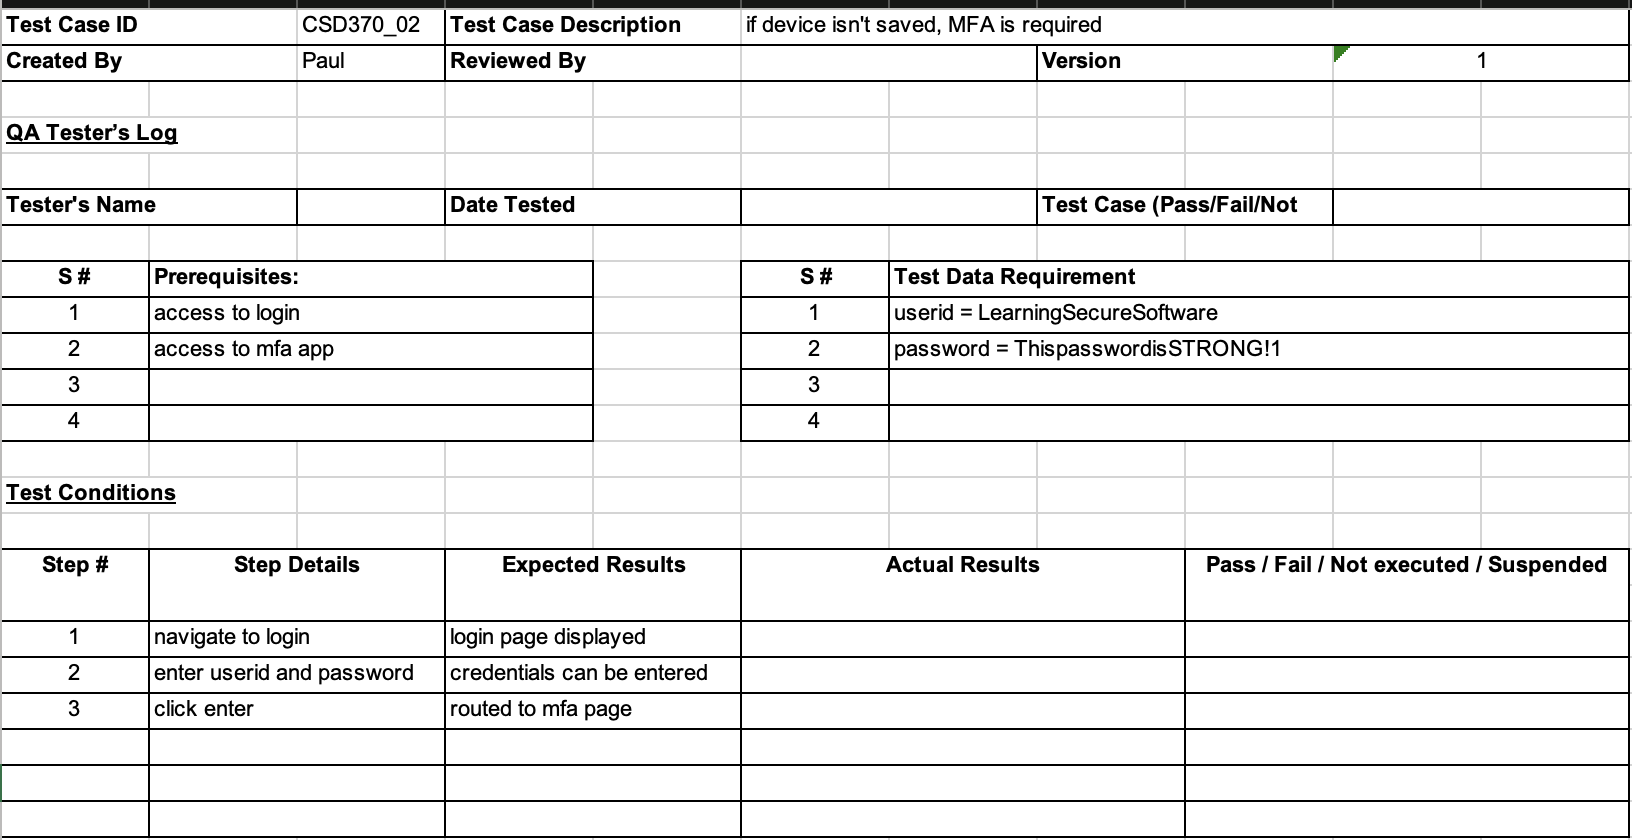 Test Case ID CSD370_02 Test Case Description if device isn't saved, MFA is required
Created By Paul Reviewed By Version 1
QA Tester’s Log
Tester's Name Date Tested Test Case (Pass/Fail/Not
S # Prerequisites: S # Test Data Requirement
1 access to login 1 userid = LearningSecureSoftware
2 access to mfa app 2 password = ThispasswordisSTRONG!1
3 3
4 4
Test Conditions
Step # Step Details Expected Results Actual Results Pass / Fail / Not executed / Suspended
1 navigate to login login page displayed
2 enter userid and password credentials can be entered
3 click enter routed to mfa page